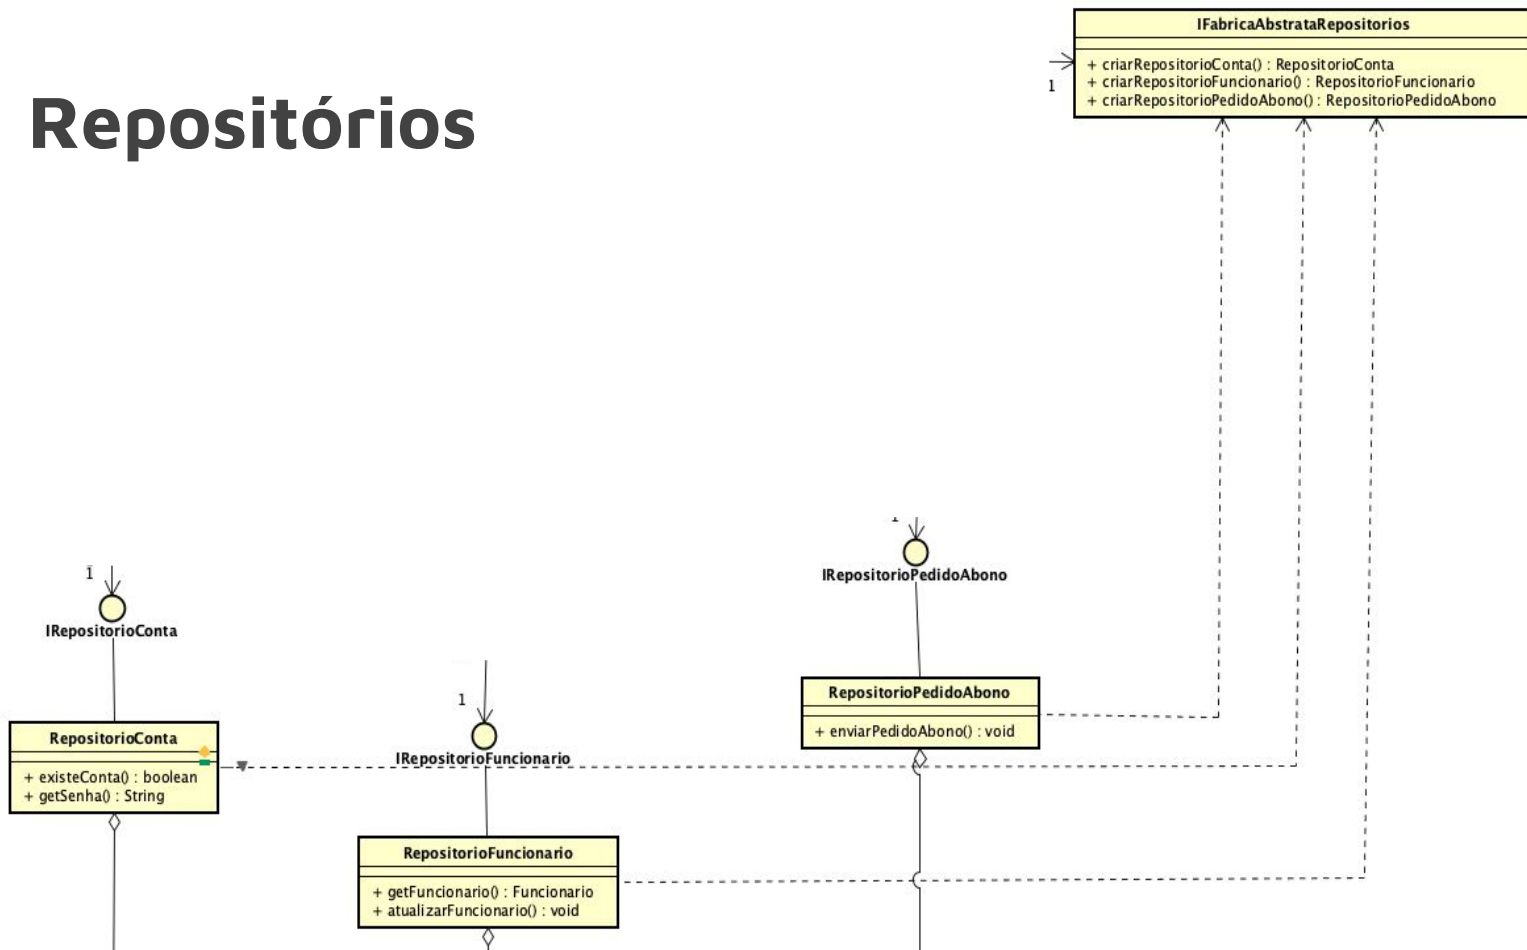 Repositórios
IFabricaAbstrataRepositorios
+ criarRepositorioConta() : RepositorioConta
+ criarRepositorioFuncionario() : RepositorioFuncionario
+ criarRepositorioPedidoAbono() : RepositorioPedidoAbono
1
1
IRepositorioPedidoAbono
1
IRepositorioConta
RepositorioPedidoAbono
+ enviarPedidoAbono() : void
1
IRepositorioFuncionario
RepositorioConta
+ existeConta() : boolean
+ getSenha() : String
RepositorioFuncionario
+ getFuncionario() : Funcionario
+ atualizarFuncionario() : void